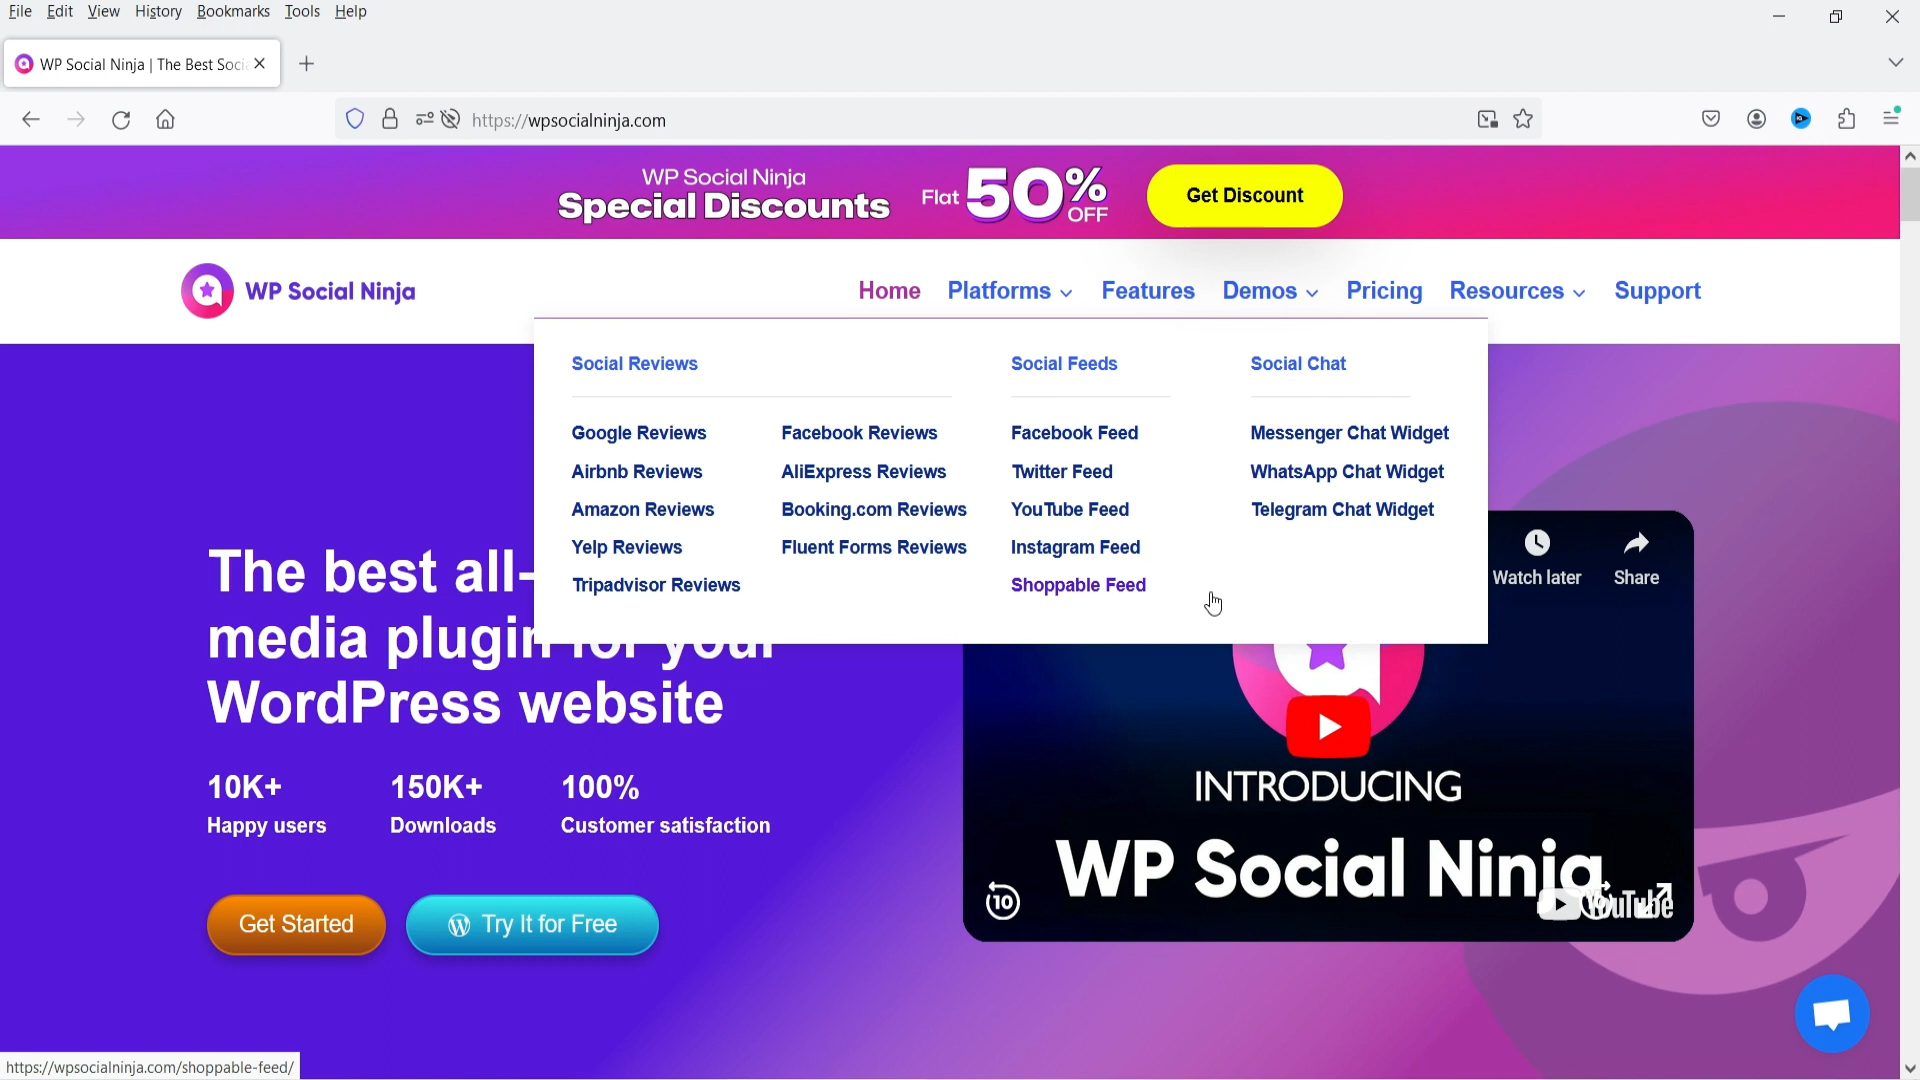 File Edit View History Bookmarks Tools Help
WP Social Ninja | The Best Soci
https://wpsocialninja.com
WP Social Ninja
Special Discounts
Flat 50% OFF
Get Discount
WP Social Ninja
Home Platforms Features Demos Pricing Resources Support
Social Reviews Social Feeds Social Chat
Google Reviews Facebook Reviews Facebook Feed Messenger Chat Widget
Airbnb Reviews AliExpress Reviews Twitter Feed WhatsApp Chat Widget
Amazon Reviews Booking.com Reviews YouTube Feed Telegram Chat Widget
Yelp Reviews Fluent Forms Reviews Instagram Feed
Tripadvisor Reviews Shoppable Feed
The best all-
media plugin for your
WordPress website
10K+ 150K+ 100%
Happy users Downloads Customer satisfaction
Get Started Try It for Free
Watch later Share
INTRODUCING
WP Social Ninja
10
YouTube
https://wpsocialninja.com/shoppable-feed/